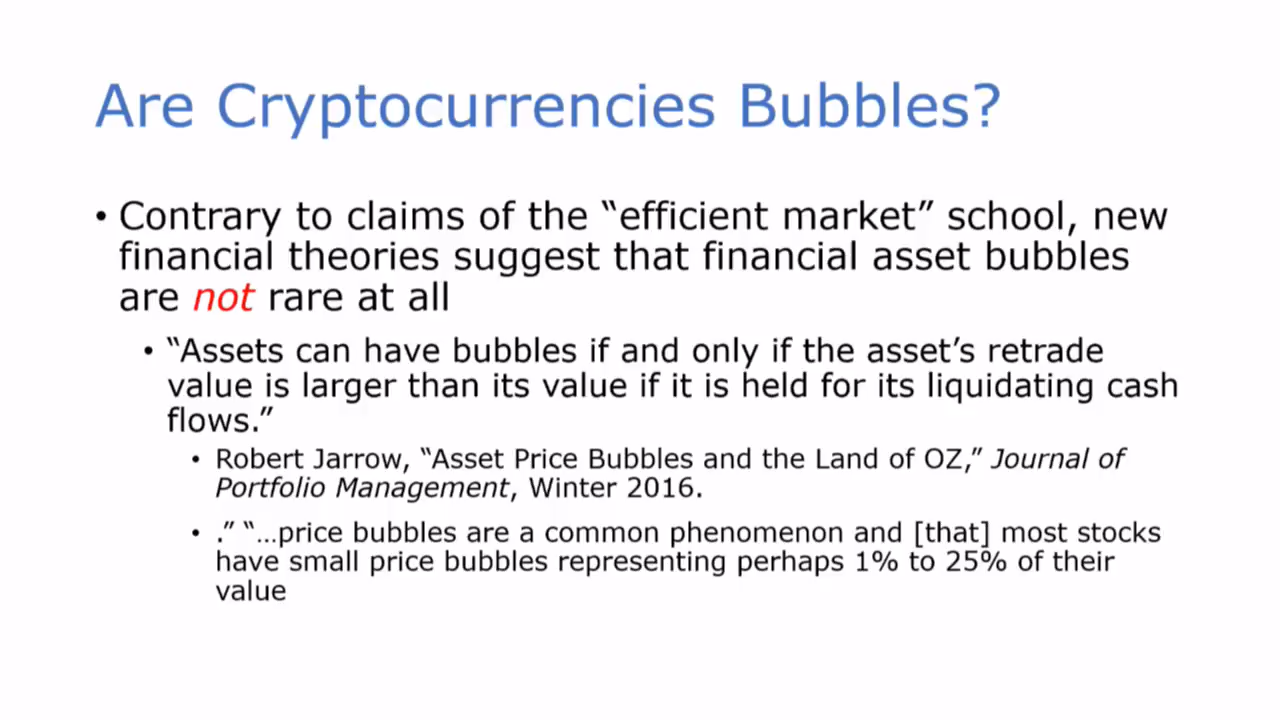 Are Cryptocurrencies Bubbles?
• Contrary to claims of the “efficient market” school, new
financial theories suggest that financial asset bubbles
are not rare at all
• “Assets can have bubbles if and only if the asset’s retrade
value is larger than its value if it is held for its liquidating cash
flows.”
• Robert Jarrow, “Asset Price Bubbles and the Land of OZ,” Journal of
Portfolio Management, Winter 2016.
• .” “…price bubbles are a common phenomenon and [that] most stocks
have small price bubbles representing perhaps 1% to 25% of their
value